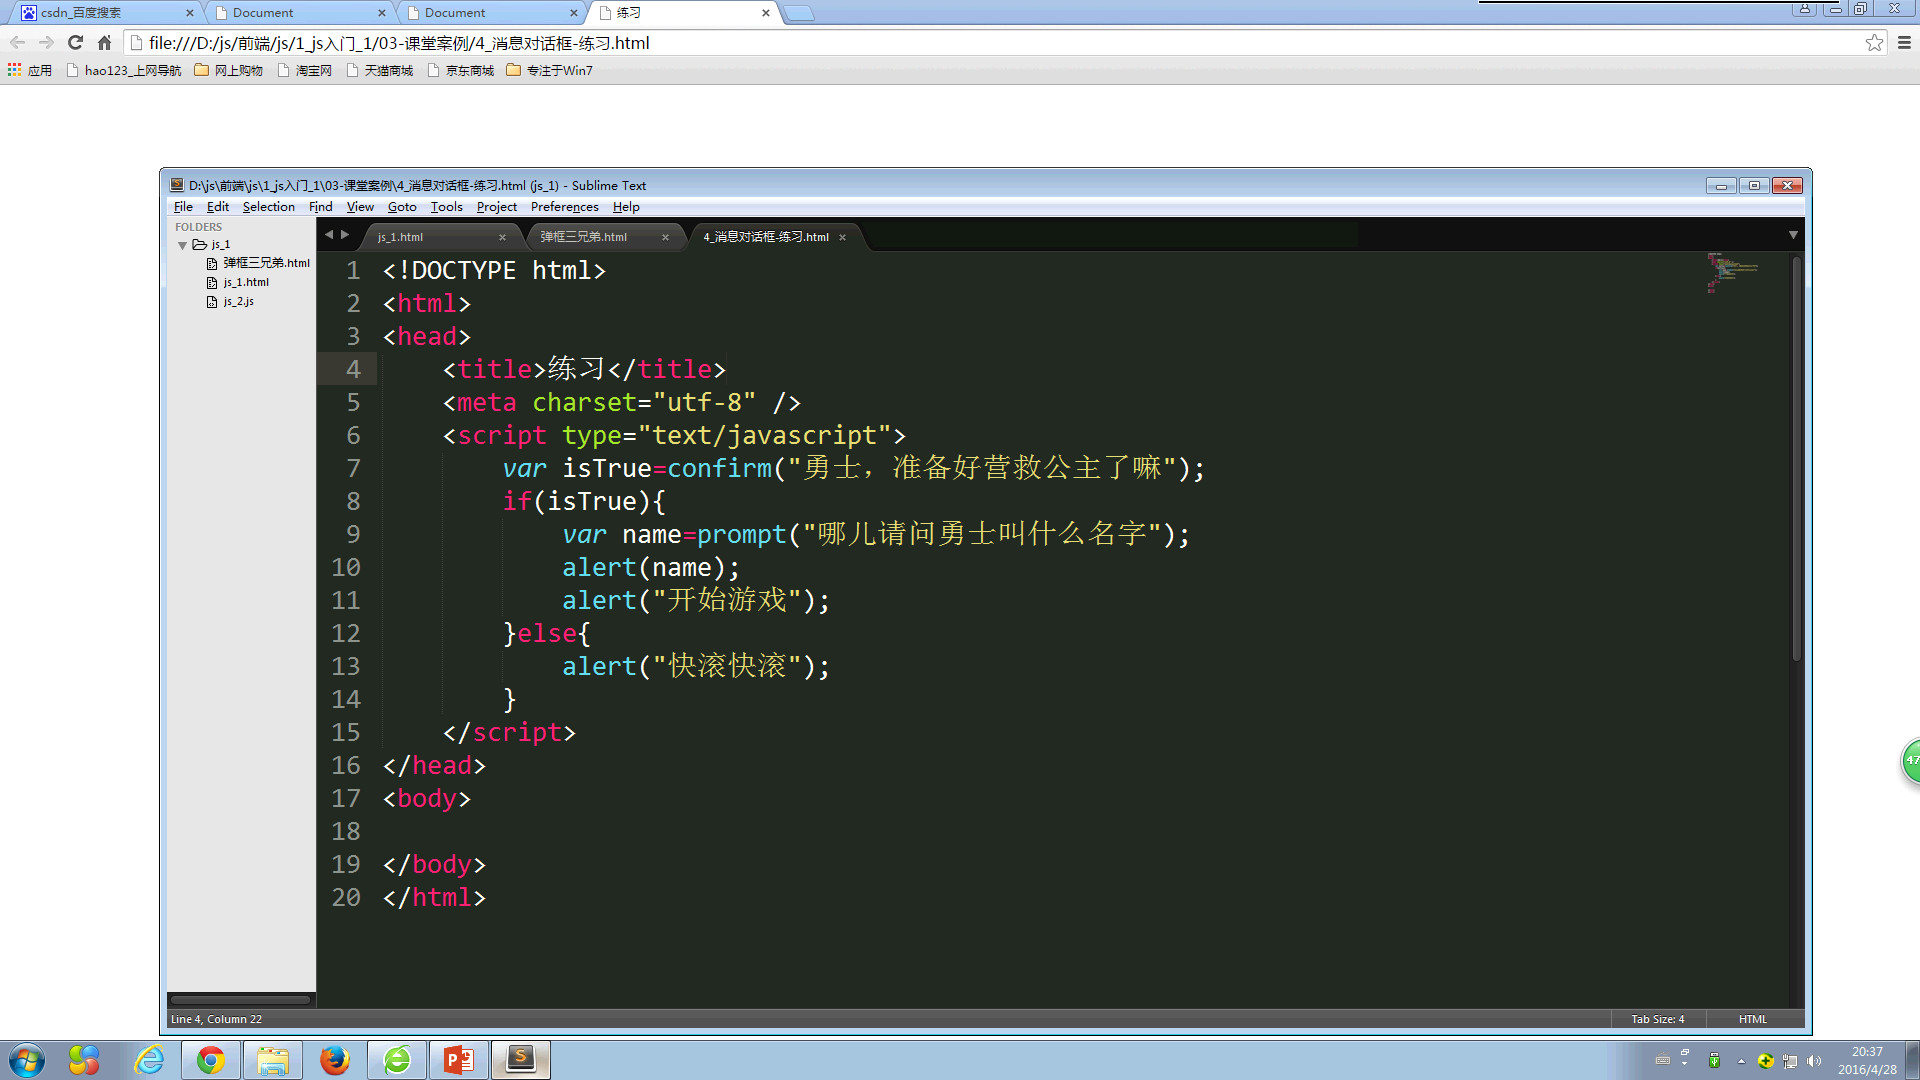 csdn_百度搜索
Document
Document
练习
file:///D:/js/前端/js/1_js入门_1/03-课堂案例/4_消息对话框-练习.html
应用
hao123_上网导航
网上购物
淘宝网
天猫商城
京东商城
专注于Win7
D:\js\前端\js\1_js入门_1\03-课堂案例\4_消息对话框-练习.html (js_1) - Sublime Text
File Edit Selection Find View Goto Tools Project Preferences Help
FOLDERS
js_1
弹框三兄弟.html
js_1.html
js_2.js
js_1.html
弹框三兄弟.html
4_消息对话框-练习.html
1 <!DOCTYPE html>
2 <html>
3 <head>
4     <title>练习</title>
5     <meta charset="utf-8" />
6     <script type="text/javascript">
7         var isTrue=confirm("勇士，准备好营救公主了嘛");
8         if(isTrue){
9             var name=prompt("哪儿请问勇士叫什么名字");
10             alert(name);
11             alert("开始游戏");
12         }else{
13             alert("快滚快滚");
14         }
15     </script>
16 </head>
17 <body>
18
19 </body>
20 </html>
Line 4, Column 22
Tab Size: 4
HTML
47
20:37
2016/4/28